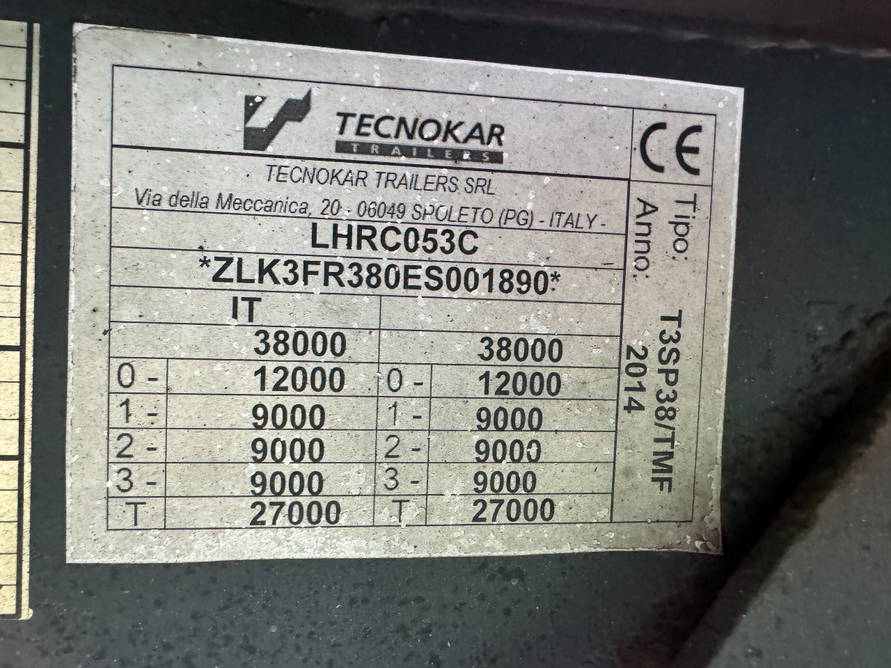 TECNOKAR
TRAILERS
CE
TECNOKAR TRAILERS SRL
Via della Meccanica, 20 - 06049 SPOLETO (PG) - ITALY -
LHRC053C
*ZLK3FR380ES001890*
IT
38000 38000
0 - 12000 0 - 12000
1 - 9000 1 - 9000
2 - 9000 2 - 9000
3 - 9000 3 - 9000
T 27000 T 27000
Tipo: T3SP38/TMF
Anno: 2014